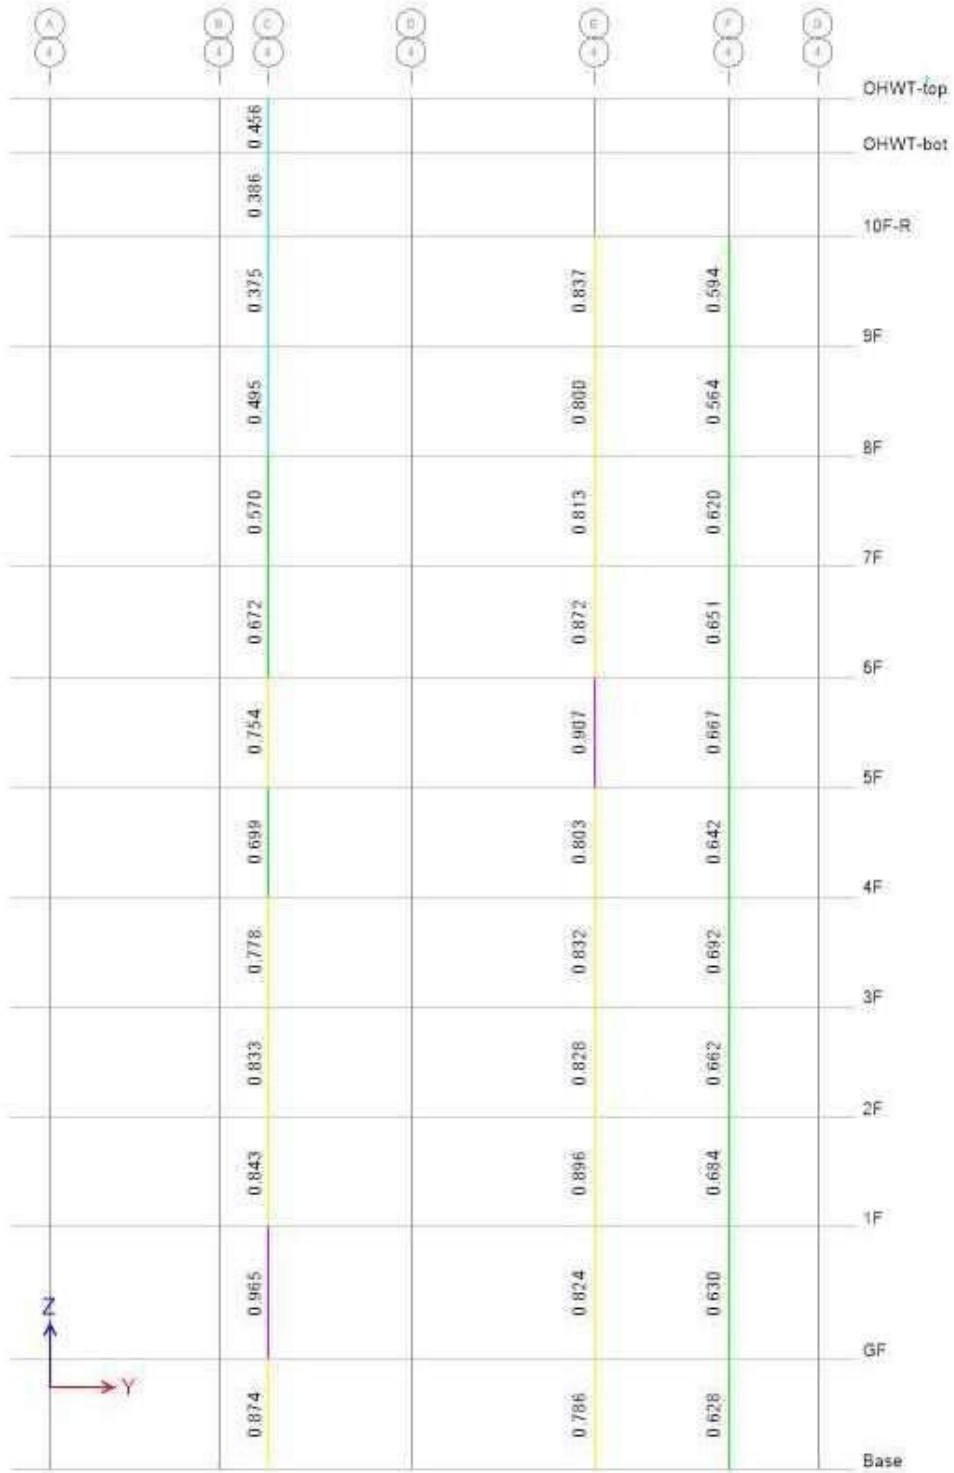 A B C D E F G
4 4 4 4 4 4 4
OHWT-top
0.456
OHWT-bot
0.386
10F-R
0.375 0.837 0.594
9F
0.495 0.800 0.564
8F
0.570 0.813 0.620
7F
0.672 0.872 0.651
6F
0.754 0.907 0.667
5F
0.699 0.803 0.642
4F
0.778 0.832 0.692
3F
0.833 0.828 0.662
2F
0.843 0.896 0.684
1F
0.965 0.824 0.630
Z
GF
Y
0.874 0.786 0.628
Base